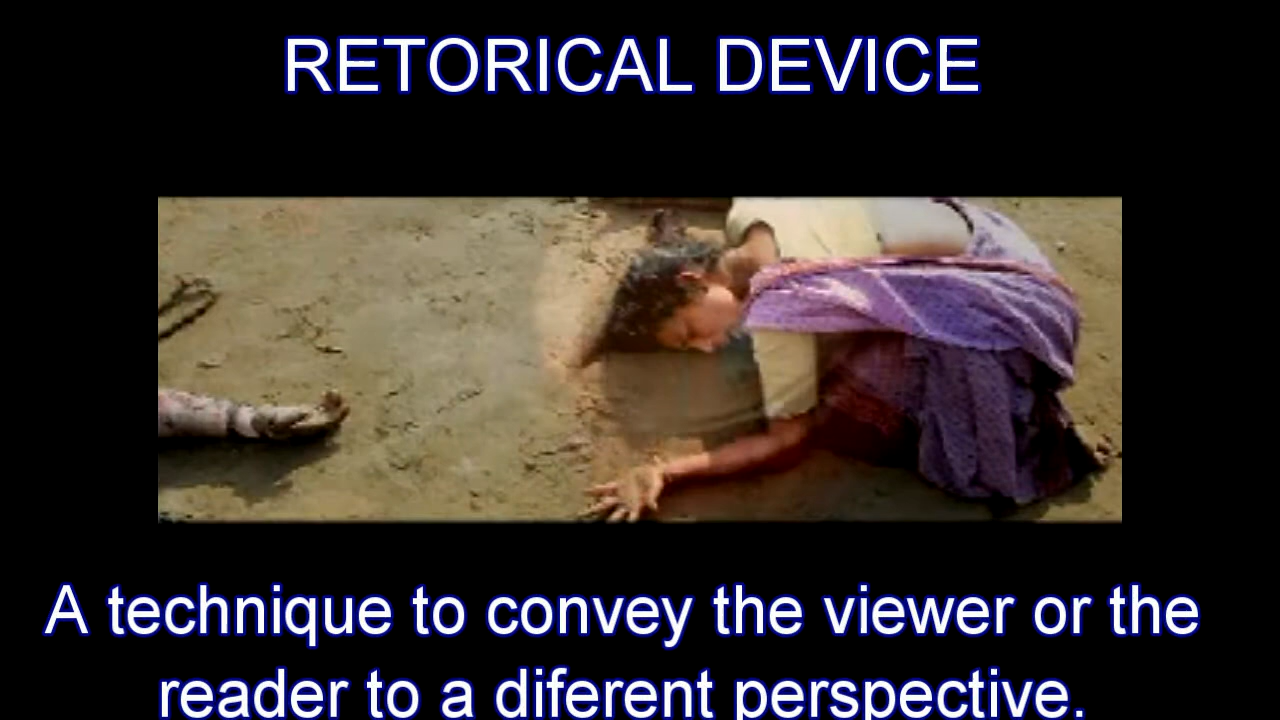 RETORICAL DEVICE
A technique to convey the viewer or the
reader to a diferent perspective.